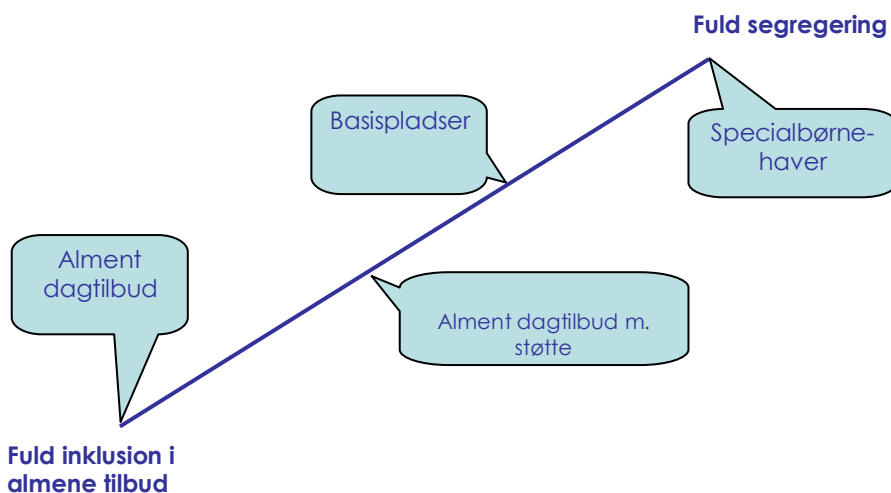 Fuld segregering
Basispladser
Specialbørne-
haver
Alment
dagtilbud
Alment dagtilbud m.
støtte
Fuld inklusion i
almene tilbud